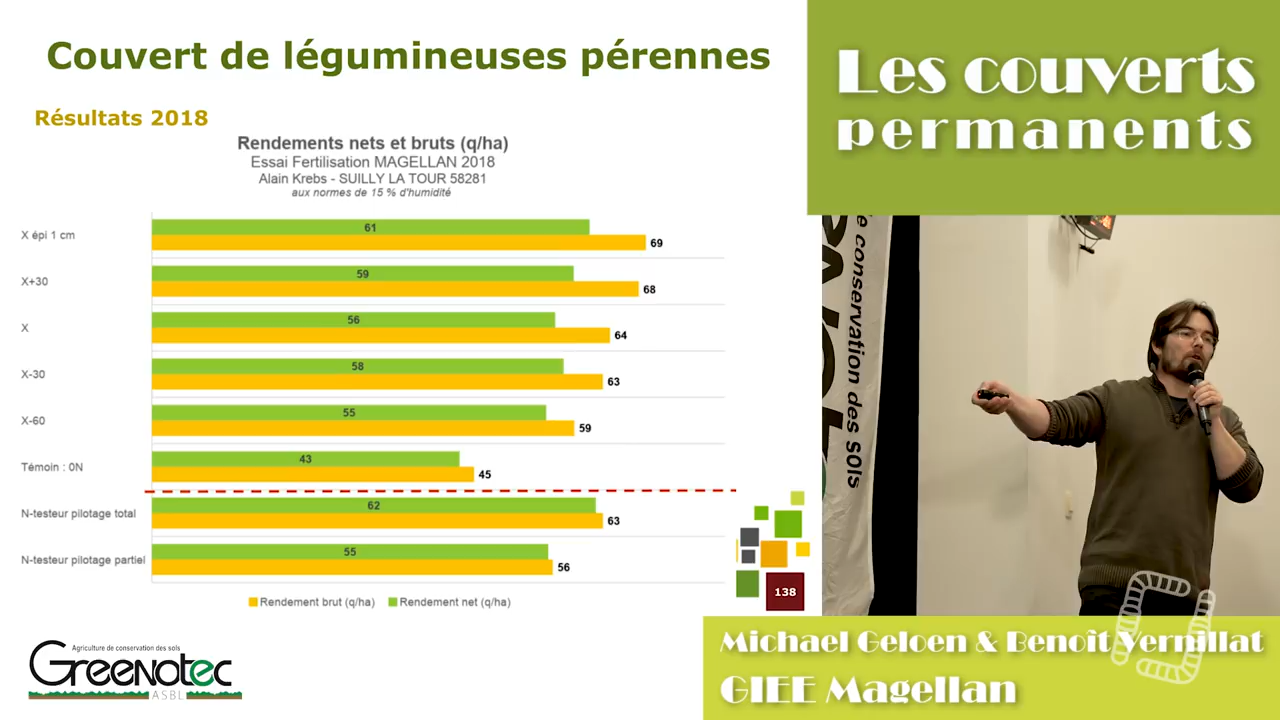 Couvert de légumineuses pérennes
Résultats 2018
Rendements nets et bruts (q/ha)
Essai Fertilisation MAGELLAN 2018
Alain Krebs - SUILLY LA TOUR 58281
aux normes de 15 % d'humidité
X épi 1 cm
61
69
X+30
59
68
X
56
64
X-30
58
63
X-60
55
59
Témoin : 0N
43
45
N-testeur pilotage total
62
63
N-testeur pilotage partiel
55
56
Rendement brut (q/ha)
Rendement net (q/ha)
138
Agriculture de conservation des sols
Greenotec
ASBL
Les couverts
permanents
e conservation des sols
Michael Geloen & Benoît Vernillat
GIEE Magellan